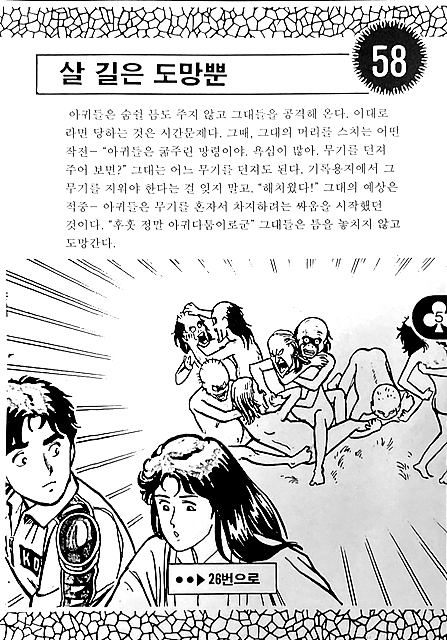 58
살 길은 도망뿐
아귀들은 숨쉴 틈도 주지 않고 그대들을 공격해 온다. 이대로
라면 당하는 것은 시간문제다. 그때, 그대의 머리를 스치는 어떤
작전— “아귀들은 굶주린 망령이야. 욕심이 많아. 무기를 던져
주어 보면?” 그대는 어느 무기를 던져도 된다. 기록용지에서 그
무기를 지워야 한다는 걸 잊지 말고, “해치웠다!” 그대의 예상은
적중— 아귀들은 무기를 혼자서 차지하려는 싸움을 시작했던
것이다. “후훗 정말 아귀다툼이로군” 그대들은 틈을 놓치지 않고
도망간다.
5
KO
●●▶26번으로